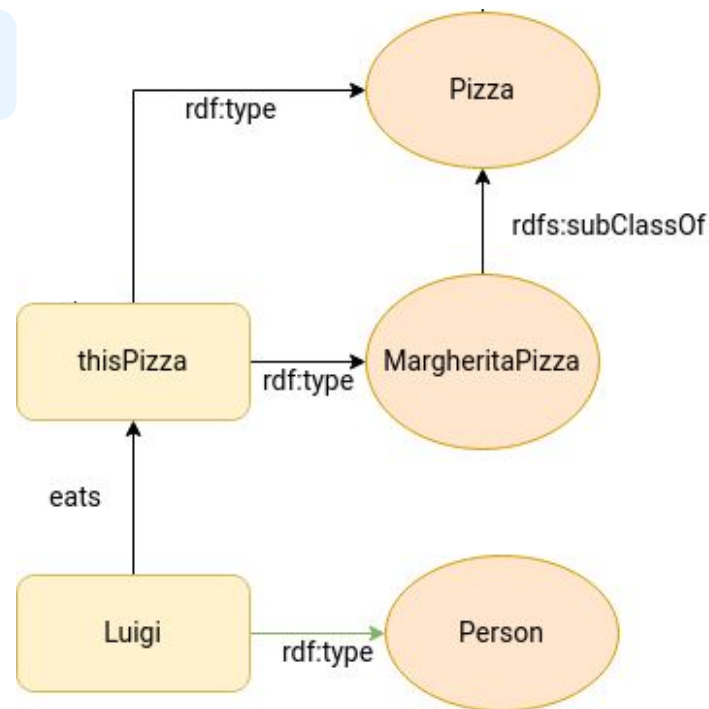 Pizza
rdf:type
rdfs:subClassOf
thisPizza
MargheritaPizza
rdf:type
eats
Luigi
Person
rdf:type